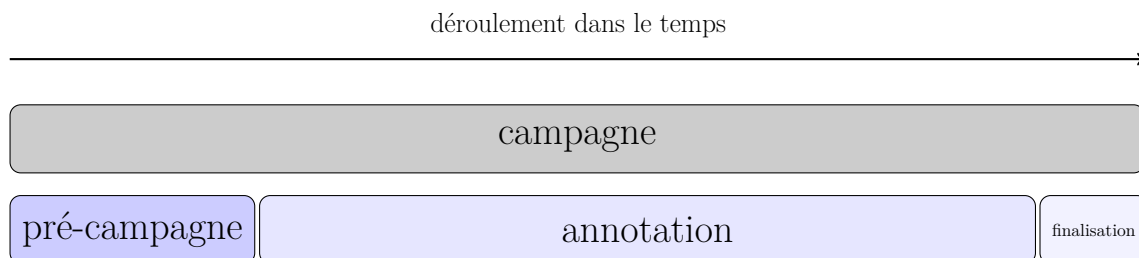 déroulement dans le temps
campagne
pré-campagne
annotation
finalisation